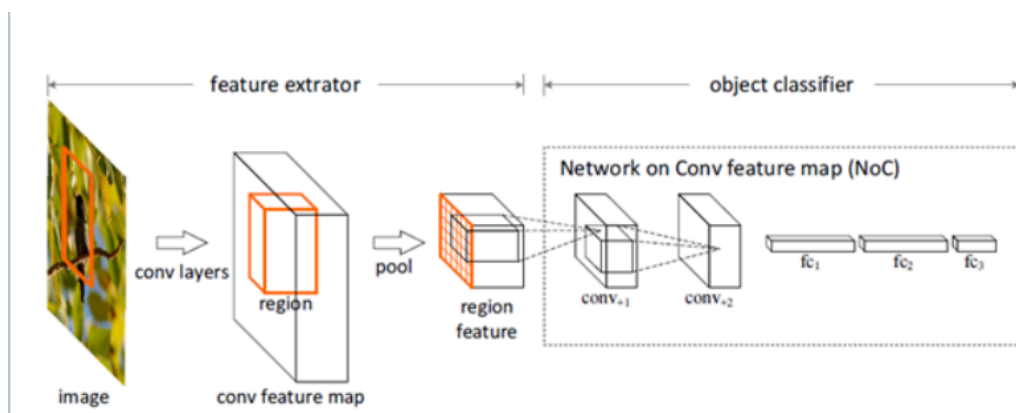 feature extrator
object classifier
Network on Conv feature map (NoC)
conv layers
region
pool
region
feature
conv₊₁
conv₊₂
fc₁
fc₂
fc₃
image
conv feature map